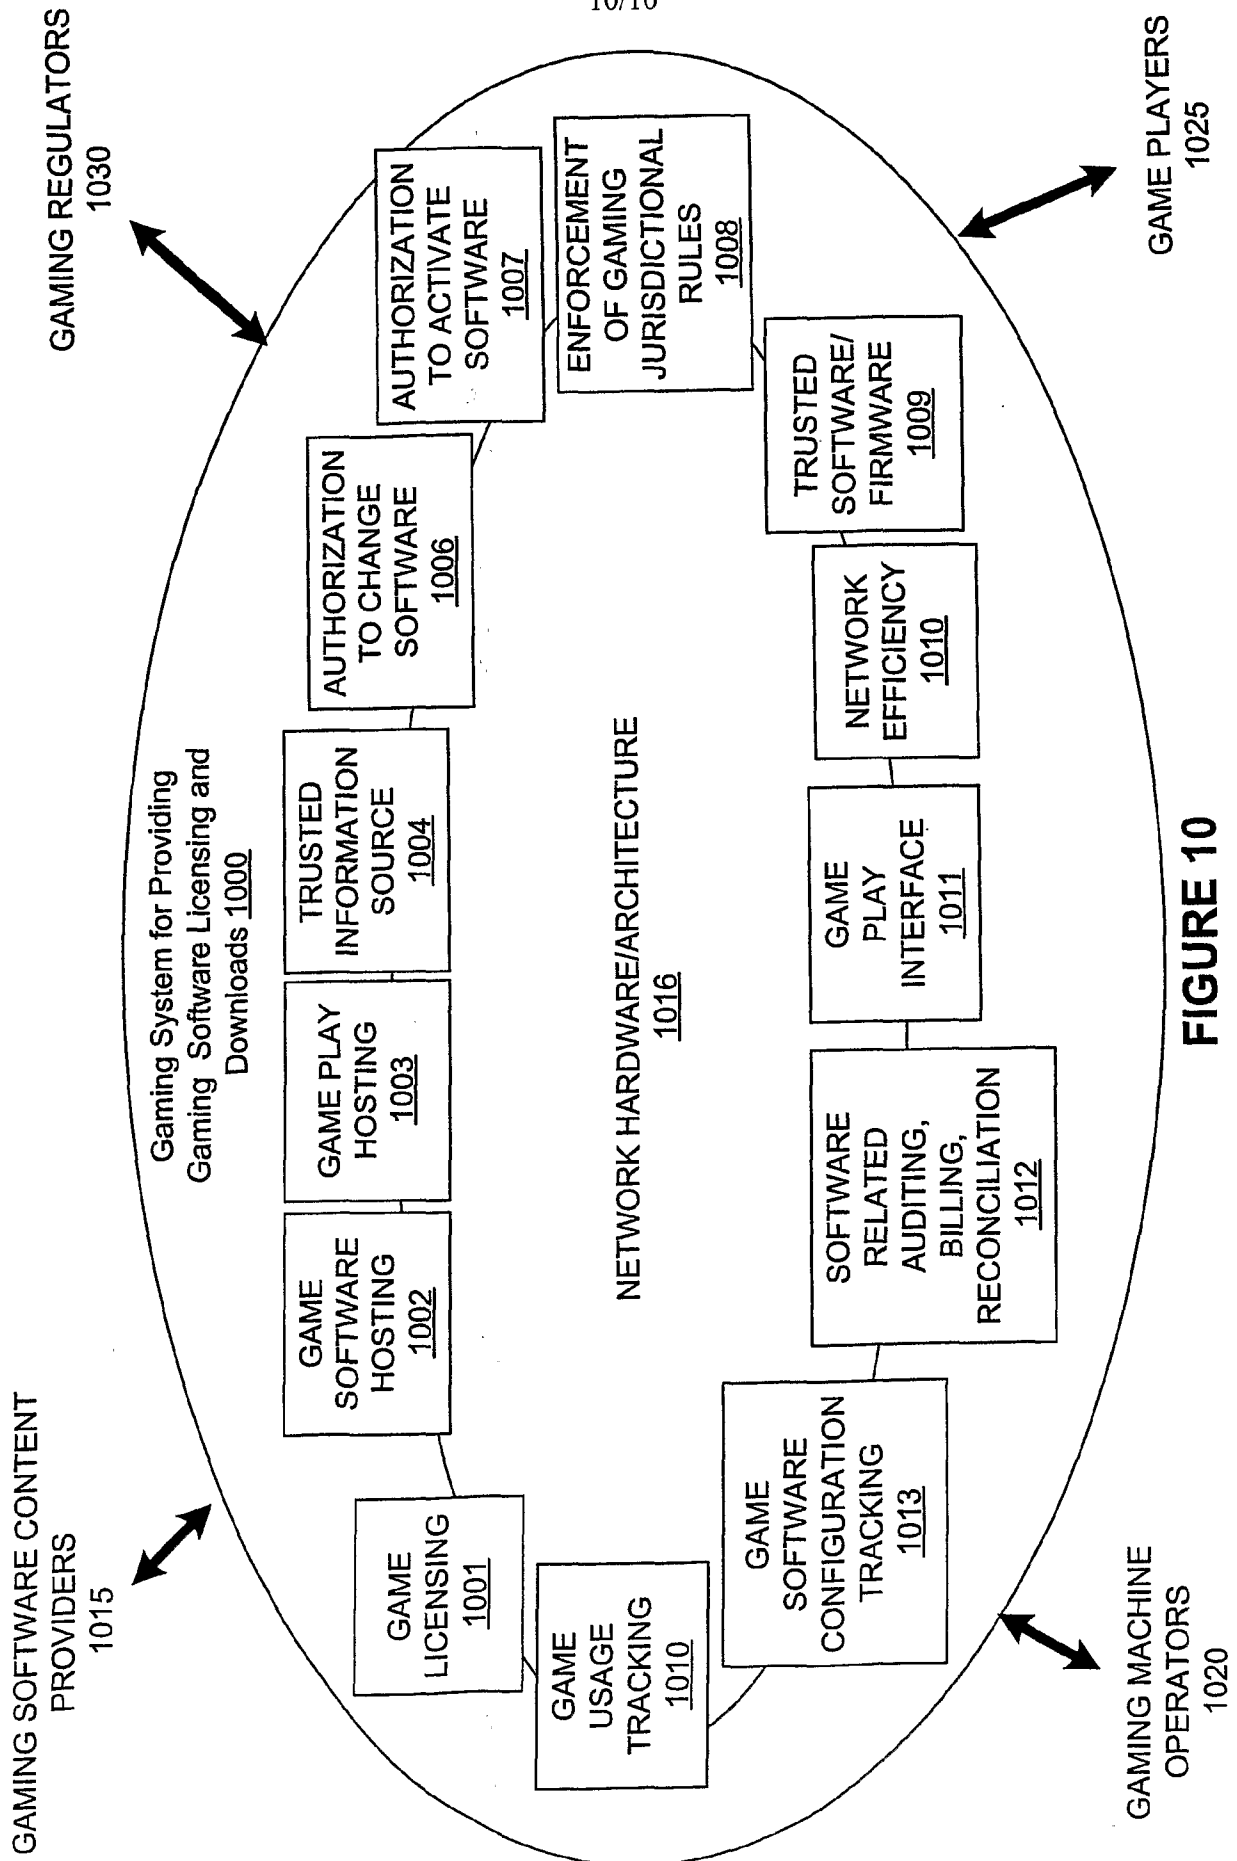 10/10
GAMING SOFTWARE CONTENT
PROVIDERS
1015
GAMING REGULATORS
1030
Gaming System for Providing
Gaming Software Licensing and
Downloads 1000
GAME
LICENSING
1001
GAME
SOFTWARE
HOSTING
1002
GAME PLAY
HOSTING
1003
TRUSTED
INFORMATION
SOURCE
1004
AUTHORIZATION
TO CHANGE
SOFTWARE
1006
AUTHORIZATION
TO ACTIVATE
SOFTWARE
1007
ENFORCEMENT
OF GAMING
JURISDICTIONAL
RULES
1008
NETWORK HARDWARE/ARCHITECTURE
1016
GAME
USAGE
TRACKING
1010
GAME
SOFTWARE
CONFIGURATION
TRACKING
1013
SOFTWARE
RELATED
AUDITING,
BILLING,
RECONCILIATION
1012
GAME
PLAY
INTERFACE
1011
NETWORK
EFFICIENCY
1010
TRUSTED
SOFTWARE/
FIRMWARE
1009
GAMING MACHINE
OPERATORS
1020
GAME PLAYERS
1025
FIGURE 10